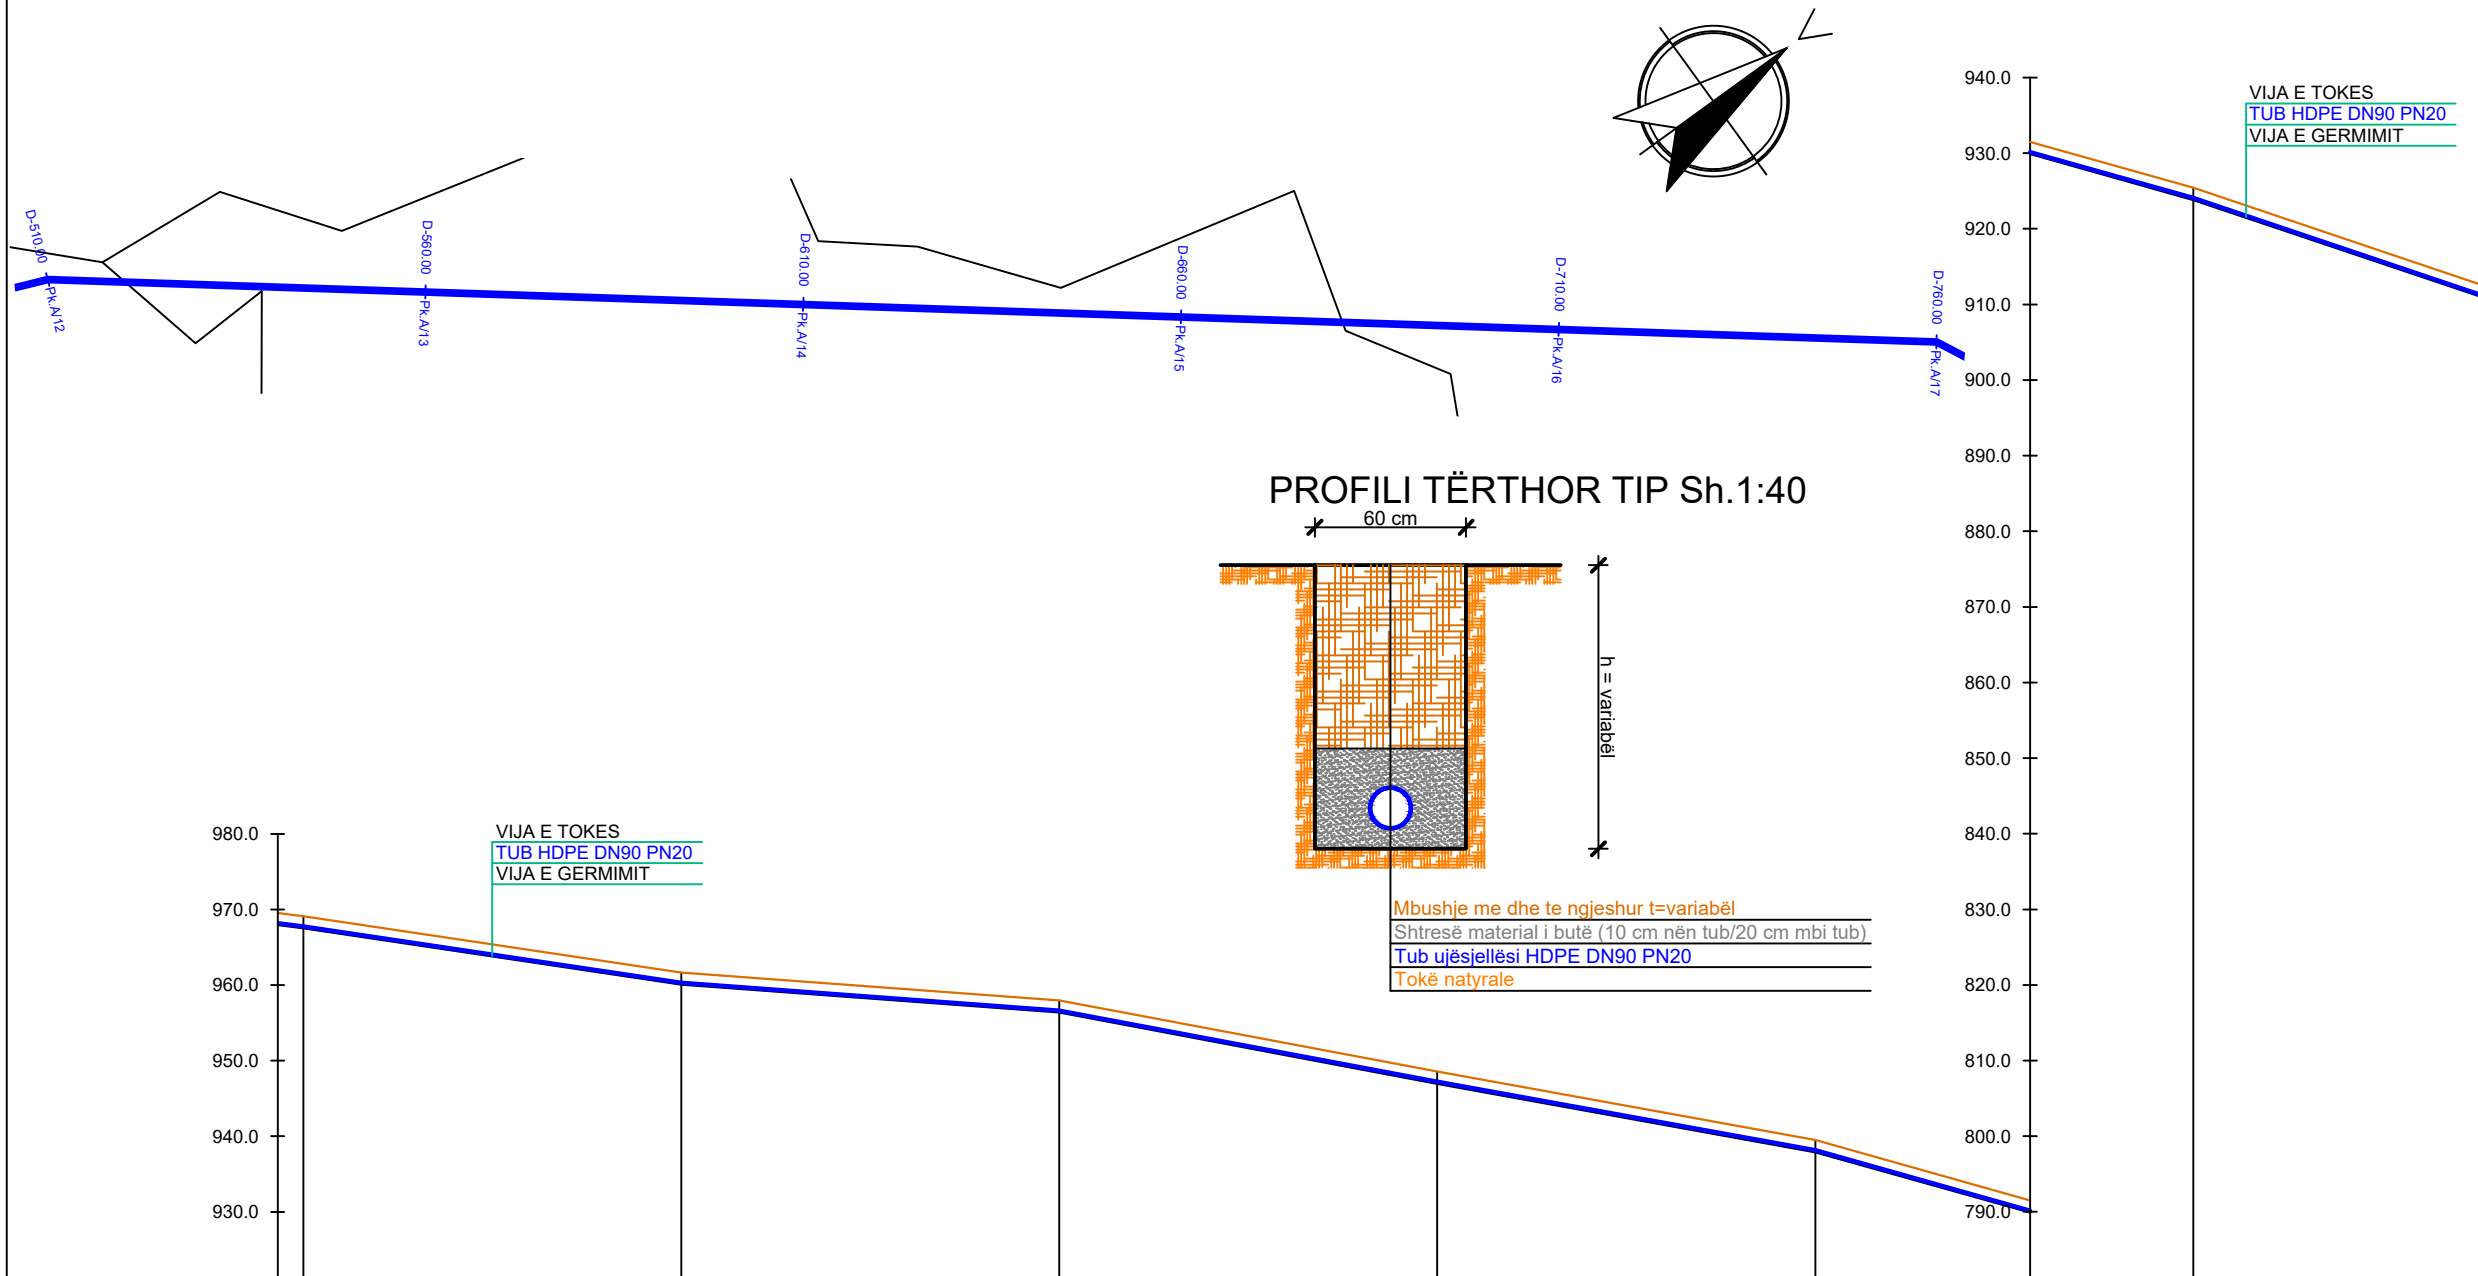 D-510.00
Pk.A/12
D-560.00
Pk.A/13
D-610.00
Pk.A/14
D-660.00
Pk.A/15
D-710.00
Pk.A/16
D-760.00
Pk.A/17
V
940.0
930.0
920.0
910.0
900.0
890.0
880.0
870.0
860.0
850.0
840.0
830.0
820.0
810.0
800.0
790.0
VIJA E TOKES
TUB HDPE DN90 PN20
VIJA E GERMIMIT
PROFILI TËRTHOR TIP Sh.1:40
60 cm
h = variabël
Mbushje me dhe te ngjeshur t=variabël
Shtresë material i butë (10 cm nën tub/20 cm mbi tub)
Tub ujësjellësi HDPE DN90 PN20
Tokë natyrale
980.0
970.0
960.0
950.0
940.0
930.0
VIJA E TOKES
TUB HDPE DN90 PN20
VIJA E GERMIMIT